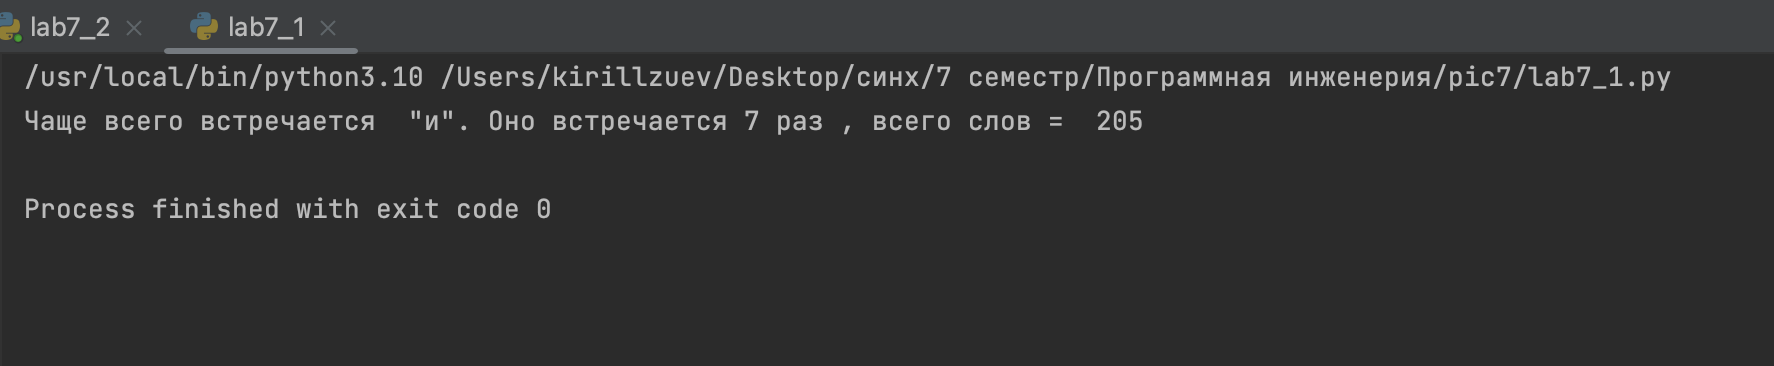 lab7_2 lab7_1
/usr/local/bin/python3.10 /Users/kirillzuev/Desktop/синх/7 семестр/Программная инженерия/pic7/lab7_1.py
Чаще всего встречается  "и". Оно встречается 7 раз , всего слов =  205
Process finished with exit code 0